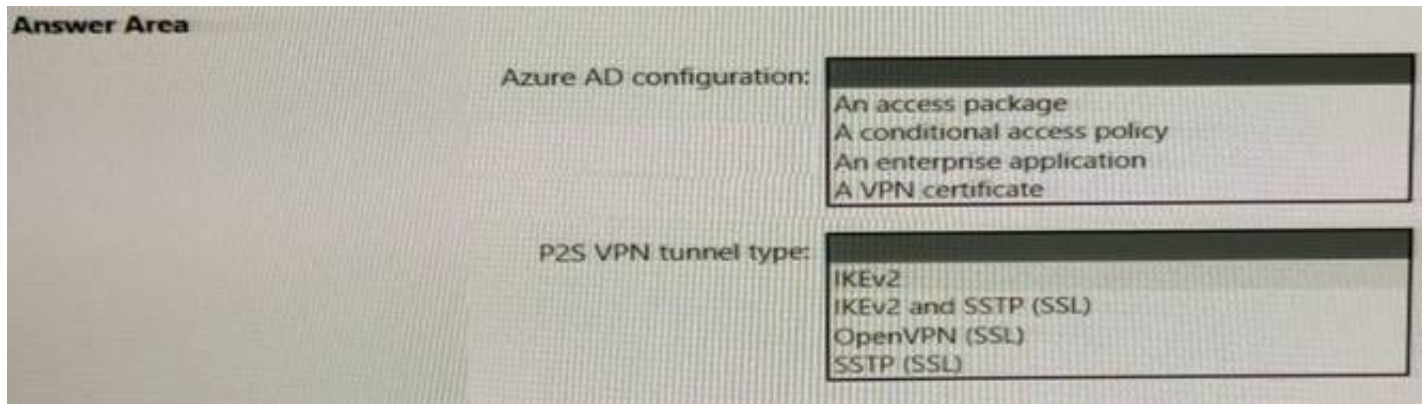 Answer Area
Azure AD configuration:
An access package
A conditional access policy
An enterprise application
A VPN certificate
P2S VPN tunnel type:
IKEv2
IKEv2 and SSTP (SSL)
OpenVPN (SSL)
SSTP (SSL)